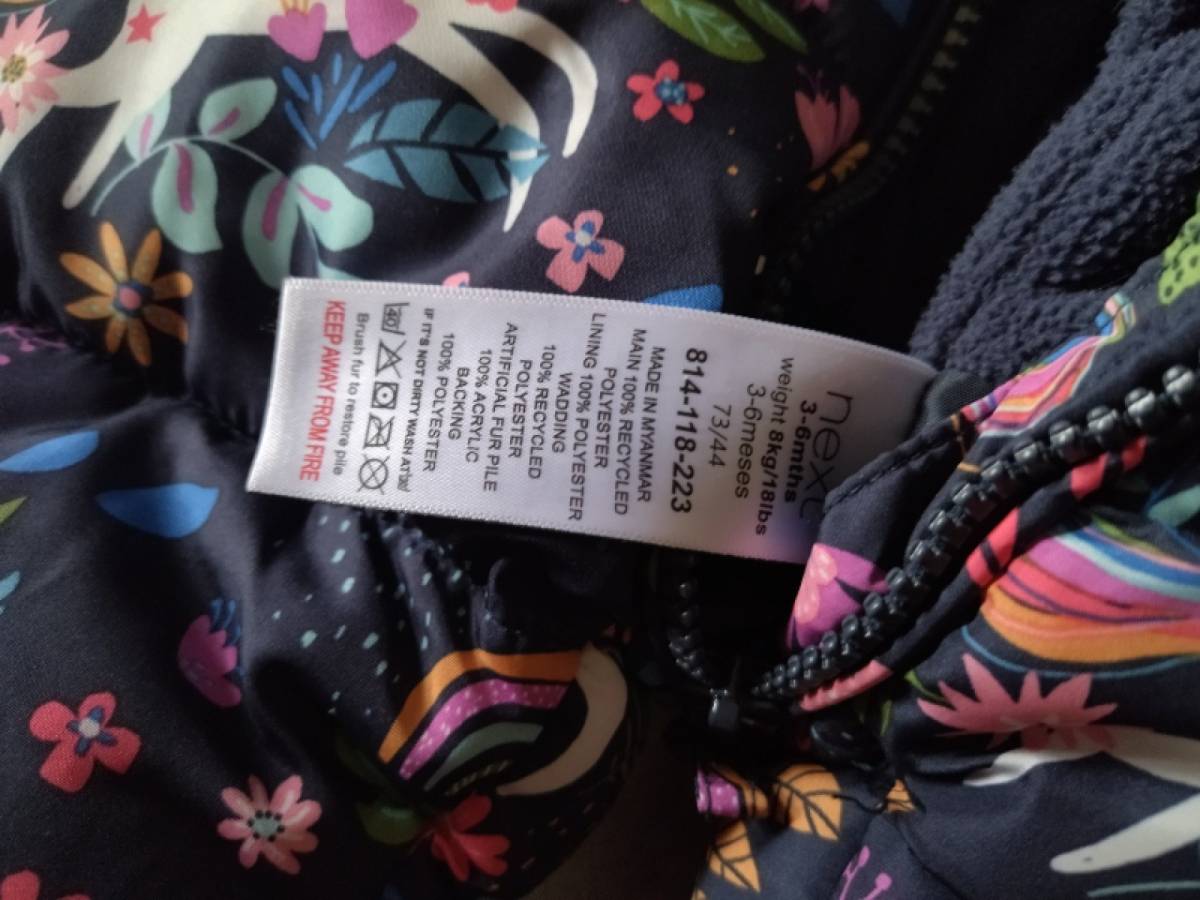 next
3-6mths
weight 8kg/18lbs
3-6meses
73/44
814-118-223
MADE IN MYANMAR
MAIN 100% RECYCLED
POLYESTER
LINING 100% POLYESTER
WADDING
100% RECYCLED
POLYESTER
ARTIFICIAL FUR PILE
100% ACRYLIC
BACKING
100% POLYESTER
IF IT'S NOT DIRTY WASH AT 30°
40
Brush fur to restore pile
KEEP AWAY FROM FIRE